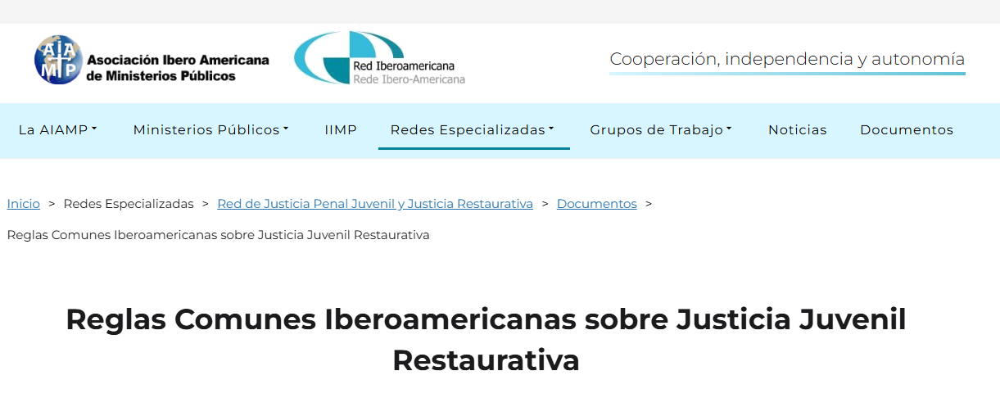 AIA
MP
Asociación Ibero Americana
de Ministerios Públicos
Red Iberoamericana
Rede Ibero-Americana
Cooperación, independencia y autonomía
La AIAMP Ministerios Públicos IIMP Redes Especializadas Grupos de Trabajo Noticias Documentos
Inicio > Redes Especializadas > Red de Justicia Penal Juvenil y Justicia Restaurativa > Documentos >
Reglas Comunes Iberoamericanas sobre Justicia Juvenil Restaurativa
Reglas Comunes Iberoamericanas sobre Justicia Juvenil
Restaurativa